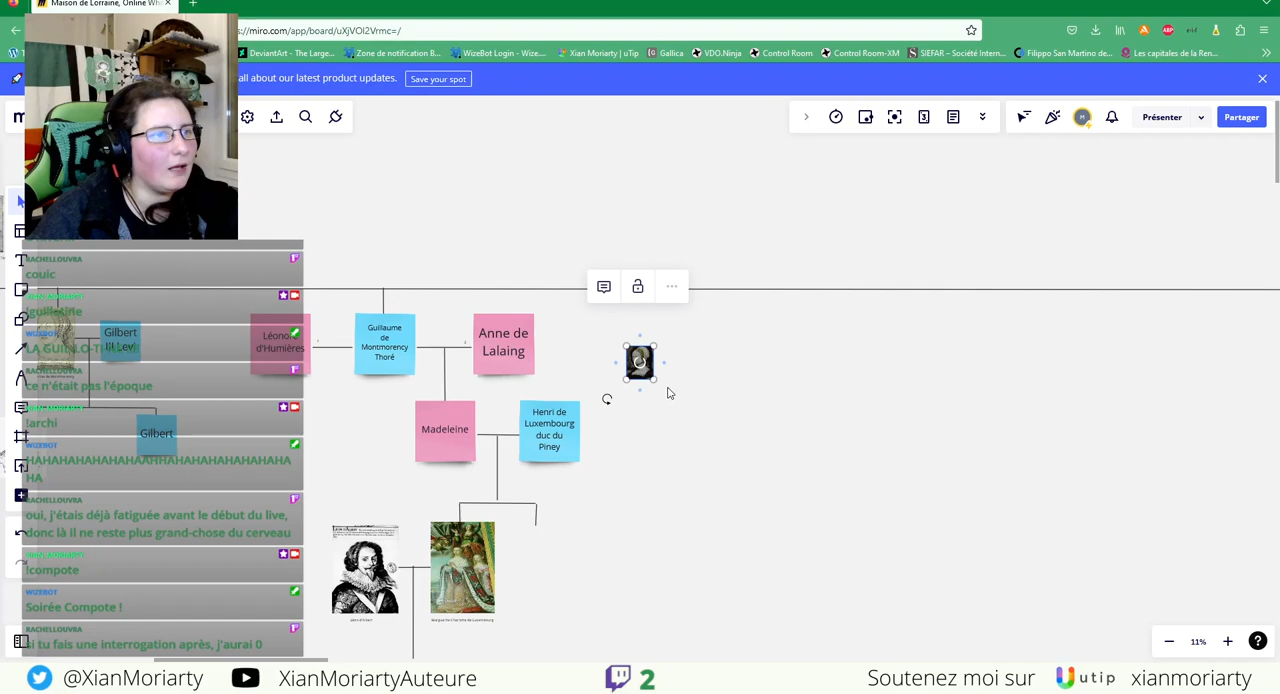 Maison de Lorraine, Online Wh
s://miro.com/app/board/uXjVOl2Vrmc=/
DeviantArt - The Large...
Zone de notification B...
WizeBot Login - Wize...
Xian Moriarty | uTip
Gallica
VDO.Ninja
Control Room
Control Room-XM
SIEFAR — Société Intern...
Filippo San Martino de...
Les capitales de la Ren...
all about our latest product updates.
Save your spot
Présenter
Partager
RACHELLOUVRA
couic
!guillotine
WIZEBOT
LA GUILLO-TI
RACHELLOUVRA
ce n'était pas l'époque
!archi
WIZEBOT
RACHELLOUVRA
oui, j'étais déjà fatiguée avant le début du live,
donc là il ne reste plus grand-chose du cerveau
!compote
WIZEBOT
Soirée Compote !
RACHELLOUVRA
si tu fais une interrogation après, j'aurai 0
Gilbert
III Levi
Gilbert
Léonor
d'Humières
Guillaume
de
Montmorency
Thoré
Anne de
Lalaing
Madeleine
Henri de
Luxembourg
duc du
Piney
11%
@XianMoriarty
XianMoriartyAuteure
2
Soutenez moi sur
utip
xianmoriarty